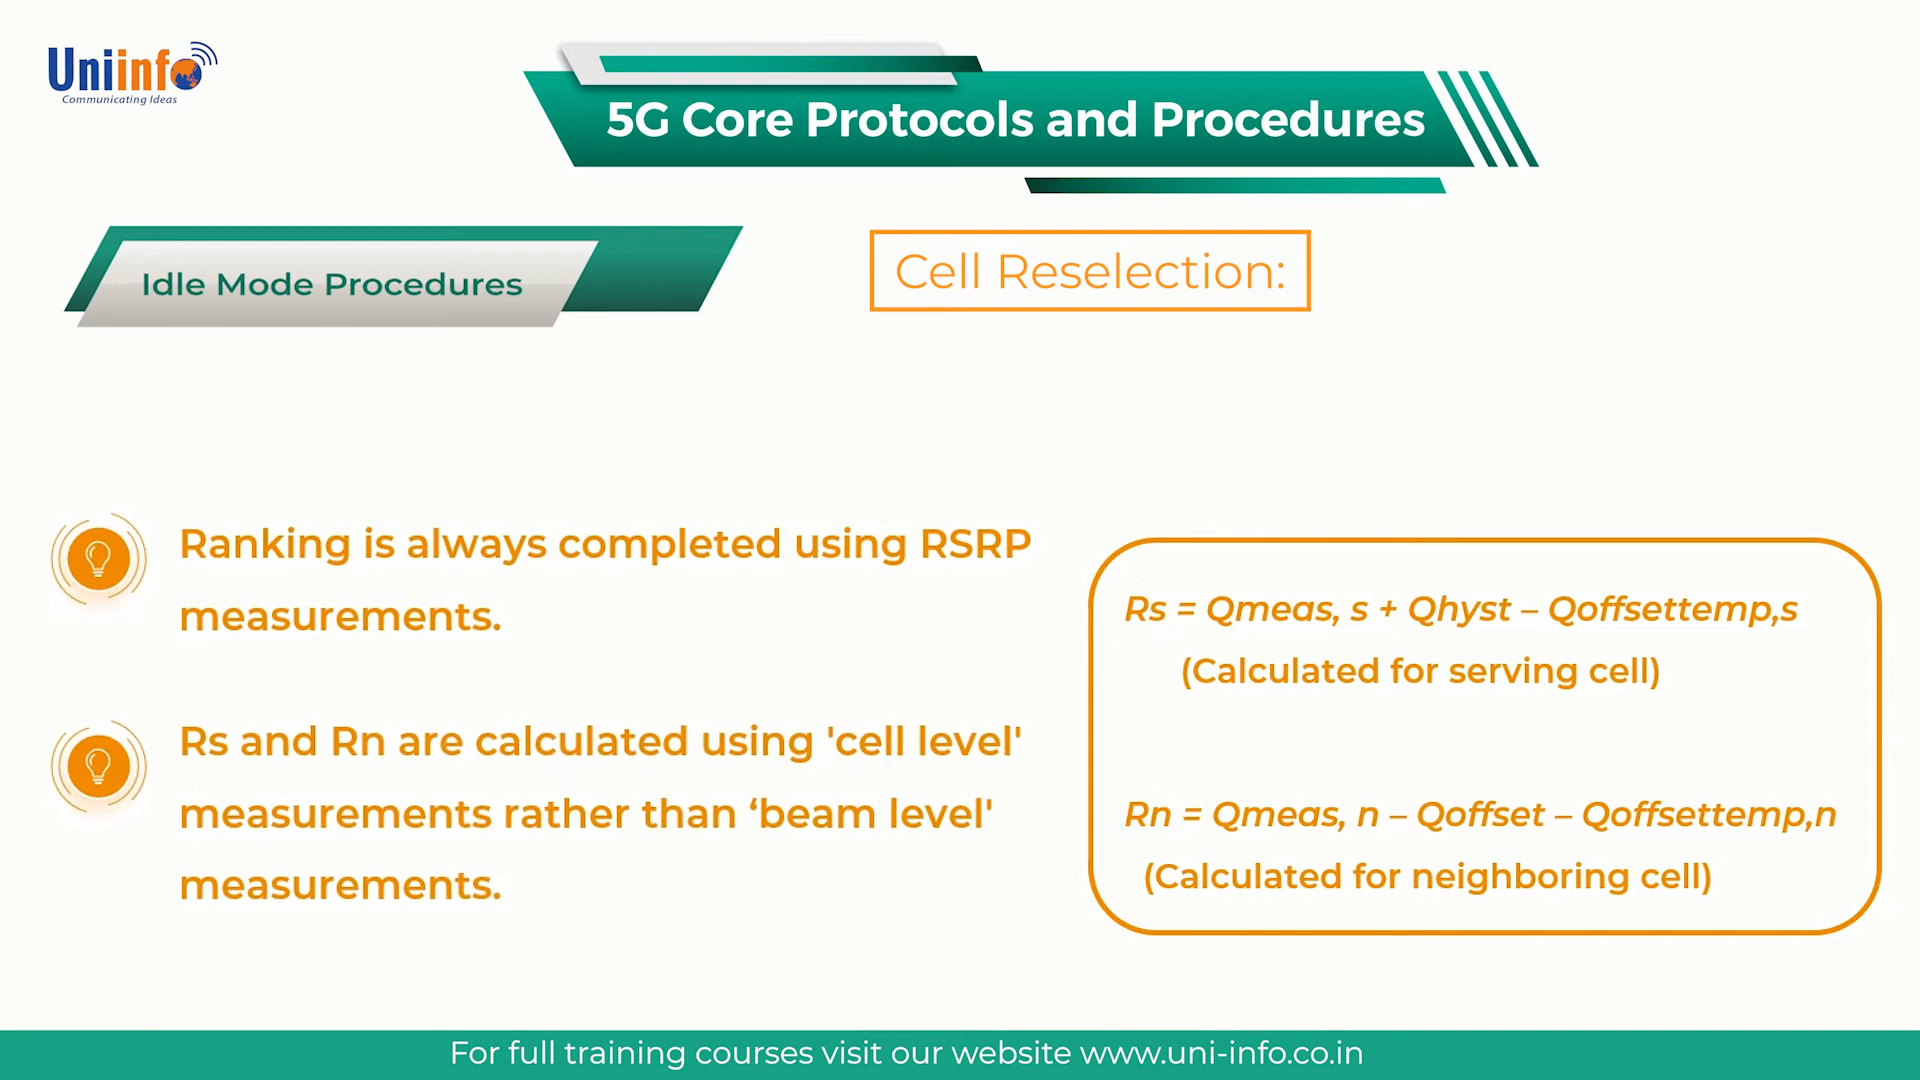 Uniinfo
Communicating Ideas
5G Core Protocols and Procedures
Idle Mode Procedures
Cell Reselection:
Ranking is always completed using RSRP
measurements.
Rs and Rn are calculated using 'cell level'
measurements rather than ‘beam level'
measurements.
Rs = Qmeas, s + Qhyst – Qoffsettemp,s
(Calculated for serving cell)
Rn = Qmeas, n – Qoffset – Qoffsettemp,n
(Calculated for neighboring cell)
For full training courses visit our website www.uni-info.co.in